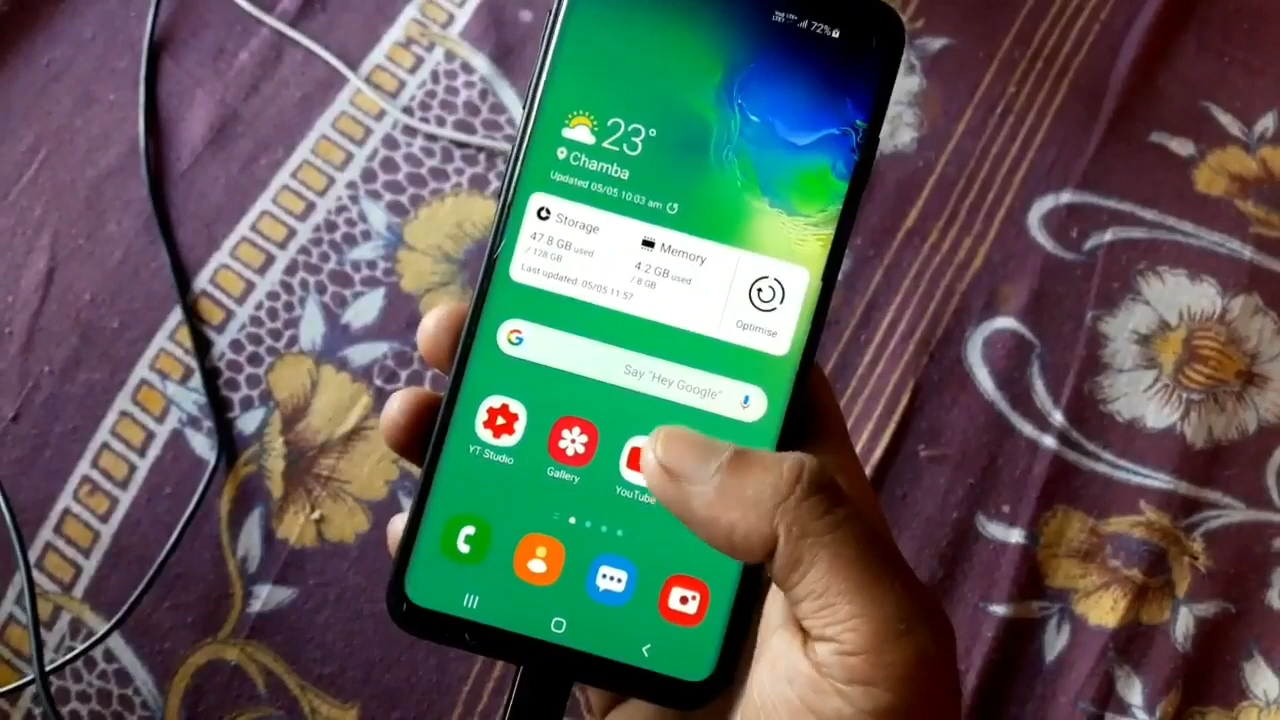 72%
23°
Chamba
Updated 05/05 10:03 am
Storage
47.8 GB used
/ 128 GB
Last updated 05/05 11:57
Memory
4.2 GB used
/ 8 GB
Optimise
Say "Hey Google"
YT Studio
Gallery
YouTube